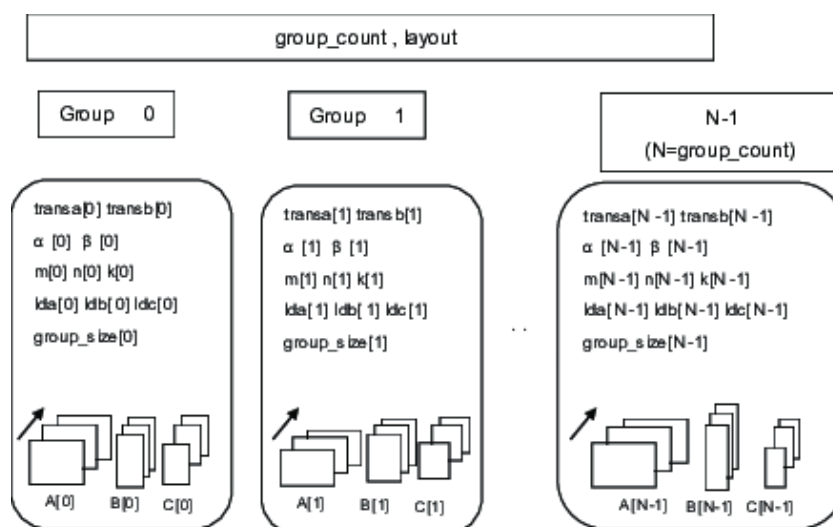 group_count , layout
Group 0
Group 1
N-1
(N=group_count)
transa[0] transb[0]
α [0] β [0]
m[0] n[0] k[0]
lda[0] ldb[0] ldc[0]
group_size[0]
A[0] B[0] C[0]
transa[1] transb[1]
α [1] β [1]
m[1] n[1] k[1]
lda[1] ldb[1] ldc[1]
group_size[1]
A[1] B[1] C[1]
. .
transa[N-1] transb[N-1]
α [N-1] β [N-1]
m[N-1] n[N-1] k[N-1]
lda[N-1] ldb[N-1] ldc[N-1]
group_size[N-1]
A[N-1] B[N-1] C[N-1]